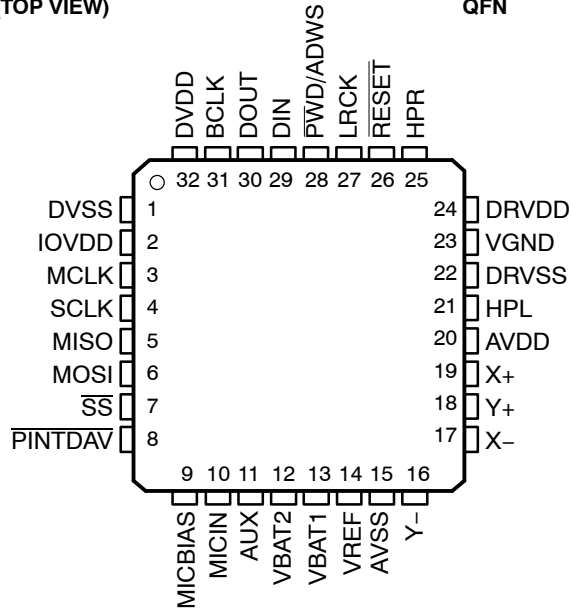 (TOP VIEW)
QFN
DVDD
BCLK
DOUT
DIN
PWD/ADWS
LRCK
RESET
HPR
32 31 30 29 28 27 26 25
DVSS 1
IOVDD 2
MCLK 3
SCLK 4
MISO 5
MOSI 6
SS 7
PINTDAV 8
24 DRVDD
23 VGND
22 DRVSS
21 HPL
20 AVDD
19 X+
18 Y+
17 X−
9 10 11 12 13 14 15 16
MICBIAS
MICIN
AUX
VBAT2
VBAT1
VREF
AVSS
Y−